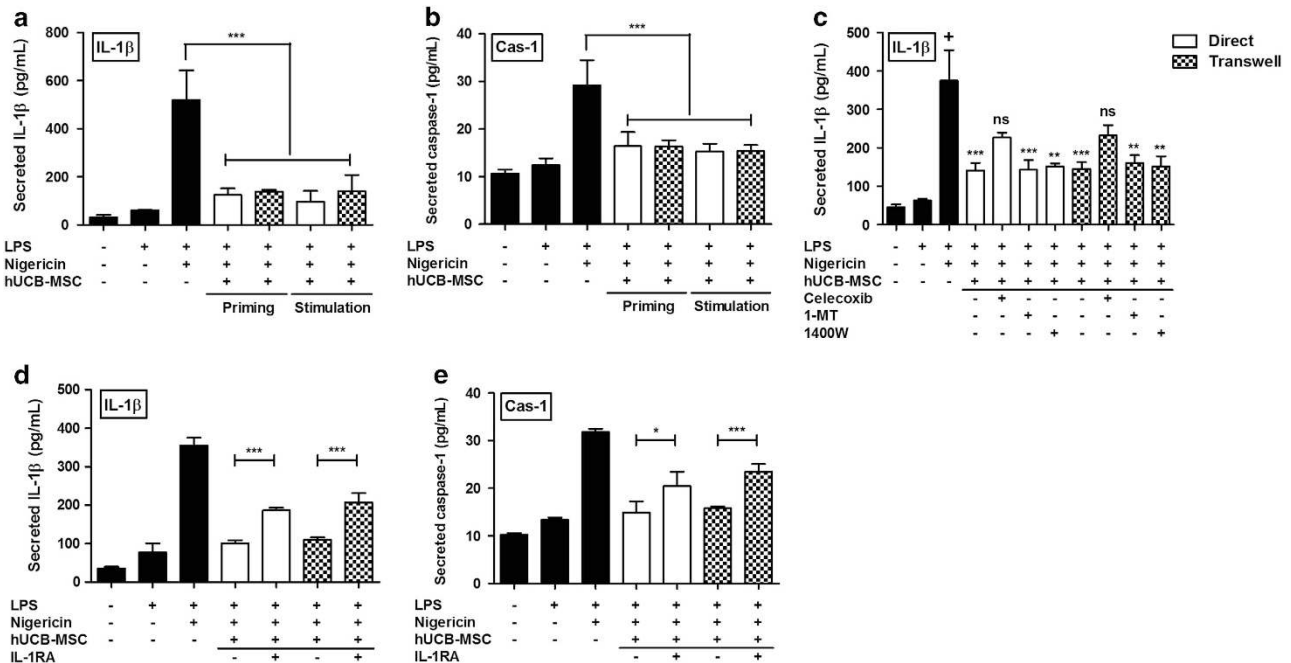 a
IL-1β
Secreted IL-1β (pg/mL)
800
600
400
200
0
***
LPS - + + + + + +
Nigericin - - + + + + +
hUCB-MSC - - - + + + +
Priming Stimulation
b
Cas-1
Secreted caspase-1 (pg/mL)
40
30
20
10
0
***
LPS - + + + + + +
Nigericin - - + + + + +
hUCB-MSC - - - + + + +
Priming Stimulation
c
IL-1β
Secreted IL-1β (pg/mL)
500
400
300
200
100
0
+
*** ns *** ** *** ns ** **
Direct
Transwell
LPS - + + + + + + + + + +
Nigericin - - + + + + + + + + +
hUCB-MSC - - - + + + + + + + +
Celecoxib - + - - - + - -
1-MT - - + - - - + -
1400W - - - + - - - +
d
IL-1β
Secreted IL-1β (pg/mL)
500
400
300
200
100
0
*** ***
LPS - + + + + + +
Nigericin - - + + + + +
hUCB-MSC - - - + + + +
IL-1RA - + - +
e
Cas-1
Secreted caspase-1 (pg/mL)
40
30
20
10
0
* ***
LPS - + + + + + +
Nigericin - - + + + + +
hUCB-MSC - - - + + + +
IL-1RA - + - +